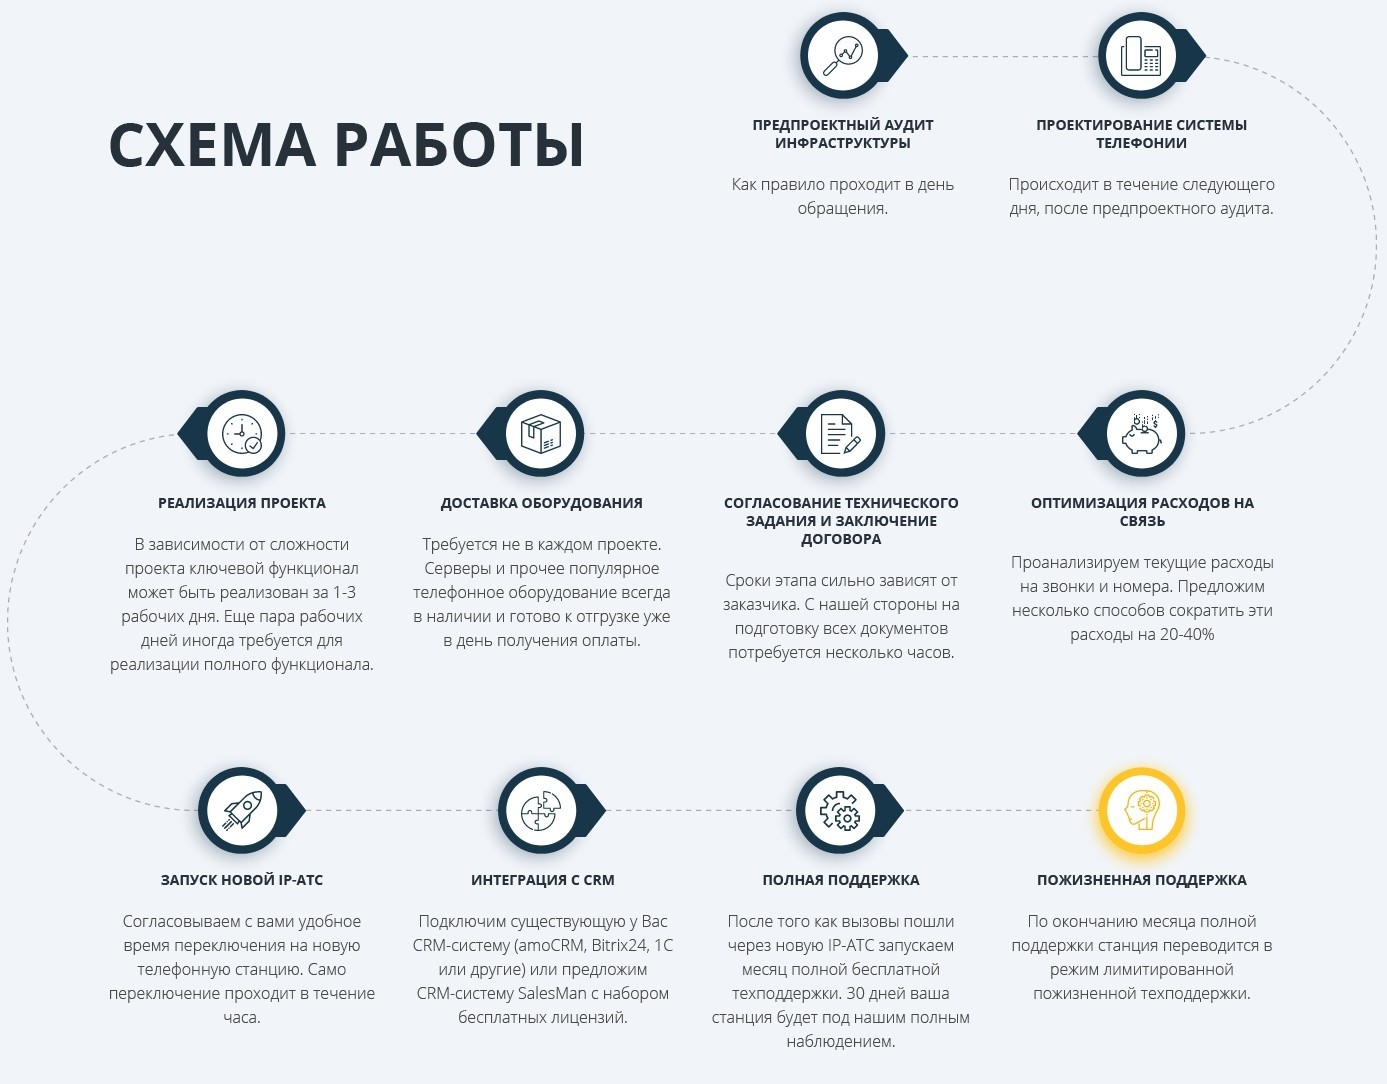 СХЕМА РАБОТЫ
ПРЕДПРОЕКТНЫЙ АУДИТ
ИНФРАСТРУКТУРЫ
Как правило проходит в день
обращения.
ПРОЕКТИРОВАНИЕ СИСТЕМЫ
ТЕЛЕФОНИИ
Происходит в течение следующего
дня, после предпроектного аудита.
ОПТИМИЗАЦИЯ РАСХОДОВ НА
СВЯЗЬ
Проанализируем текущие расходы
на звонки и номера. Предложим
несколько способов сократить эти
расходы на 20-40%
СОГЛАСОВАНИЕ ТЕХНИЧЕСКОГО
ЗАДАНИЯ И ЗАКЛЮЧЕНИЕ
ДОГОВОРА
Сроки этапа сильно зависят от
заказчика. С нашей стороны на
подготовку всех документов
потребуется несколько часов.
ДОСТАВКА ОБОРУДОВАНИЯ
Требуется не в каждом проекте.
Серверы и прочее популярное
телефонное оборудование всегда
в наличии и готово к отгрузке уже
в день получения оплаты.
РЕАЛИЗАЦИЯ ПРОЕКТА
В зависимости от сложности
проекта ключевой функционал
может быть реализован за 1-3
рабочих дня. Еще пара рабочих
дней иногда требуется для
реализации полного функционала.
ЗАПУСК НОВОЙ IP-АТС
Согласовываем с вами удобное
время переключения на новую
телефонную станцию. Само
переключение проходит в течение
часа.
ИНТЕГРАЦИЯ С CRM
Подключим существующую у Вас
CRM-систему (amoCRM, Bitrix24, 1С
или другие) или предложим
CRM-систему SalesMan с набором
бесплатных лицензий.
ПОЛНАЯ ПОДДЕРЖКА
После того как вызовы пошли
через новую IP-АТС запускаем
месяц полной бесплатной
техподдержки. 30 дней ваша
станция будет под нашим полным
наблюдением.
ПОЖИЗНЕННАЯ ПОДДЕРЖКА
По окончанию месяца полной
поддержки станция переводится в
режим лимитированной
пожизненной техподдержки.